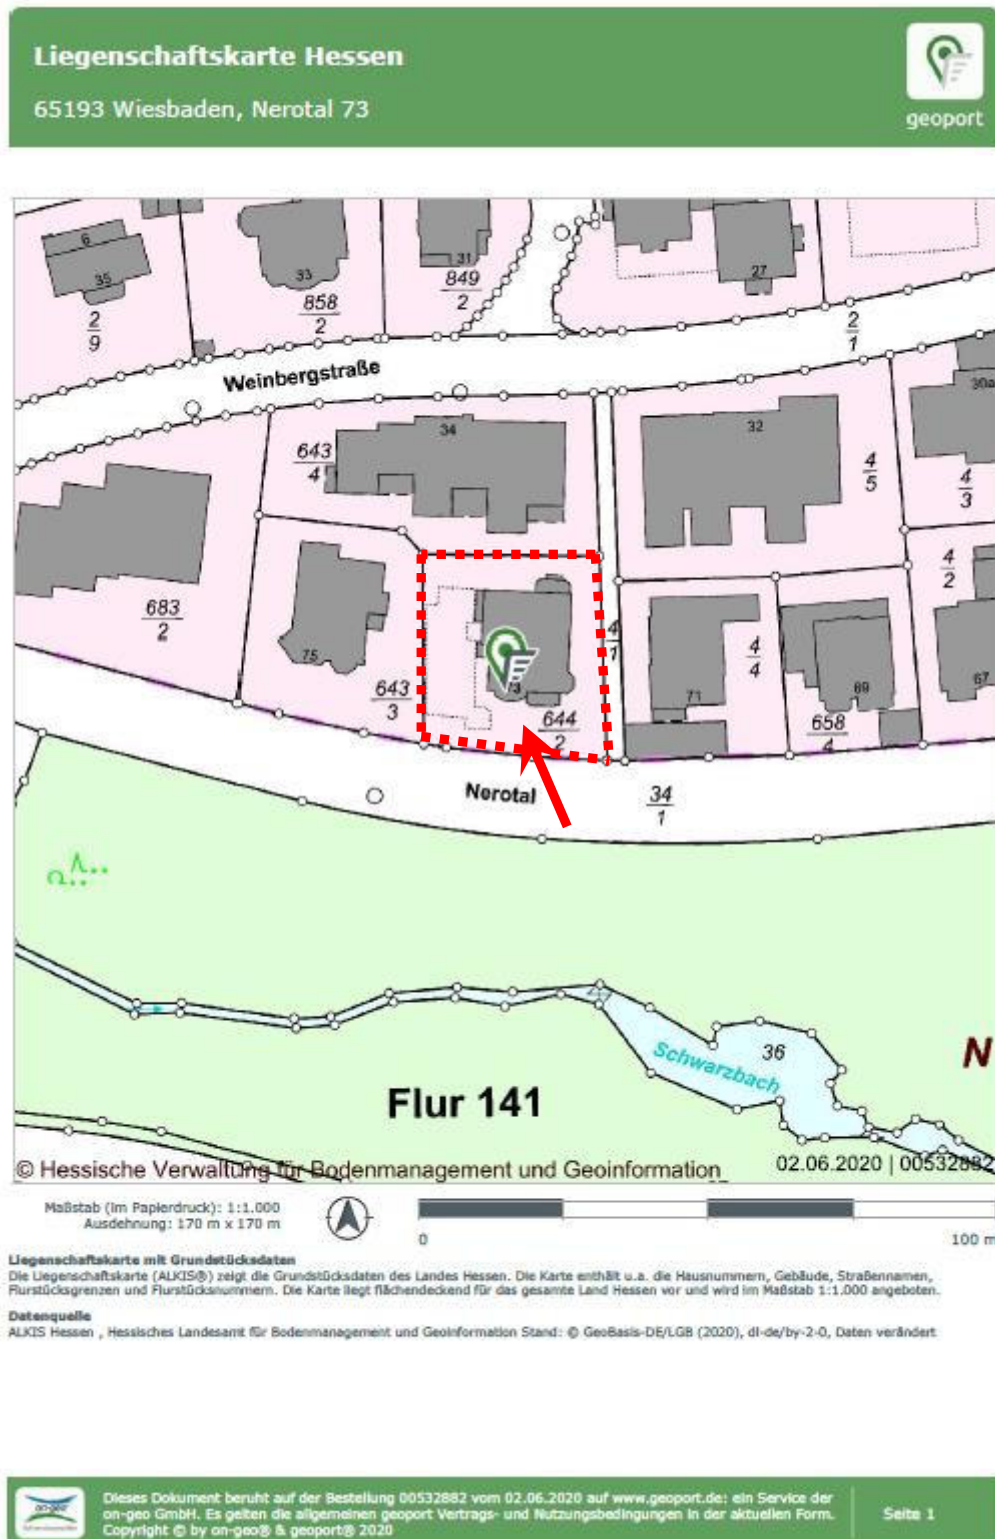 Liegenschaftskarte Hessen
65193 Wiesbaden, Nerotal 73
geoport
6
35
33
31
27
858
2
849
2
2
9
2
1
Weinbergstraße
30a
34
32
643
4
4
5
4
3
4
2
683
2
4
1
4
4
75
73
71
69
67
643
3
644
2
658
4
Nerotal
34
1
Schwarzbach
36
N
Flur 141
© Hessische Verwaltung für Bodenmanagement und Geoinformation
02.06.2020 | 00532882
Maßstab (im Papierdruck): 1:1.000
Ausdehnung: 170 m x 170 m
0
100 m
Liegenschaftskarte mit Grundstücksdaten
Die Liegenschaftskarte (ALKIS®) zeigt die Grundstücksdaten des Landes Hessen. Die Karte enthält u.a. die Hausnummern, Gebäude, Straßennamen,
Flurstücksgrenzen und Flurstücksnummern. Die Karte liegt flächendeckend für das gesamte Land Hessen vor und wird im Maßstab 1:1.000 angeboten.
Datenquelle
ALKIS Hessen , Hessisches Landesamt für Bodenmanagement und Geoinformation Stand: © GeoBasis-DE/LGB (2020), dl-de/by-2-0, Daten verändert
on-geo
Dieses Dokument beruht auf der Bestellung 00532882 vom 02.06.2020 auf www.geoport.de: ein Service der
on-geo GmbH. Es gelten die allgemeinen geoport Vertrags- und Nutzungsbedingungen in der aktuellen Form.
Copyright © by on-geo® & geoport® 2020
Seite 1